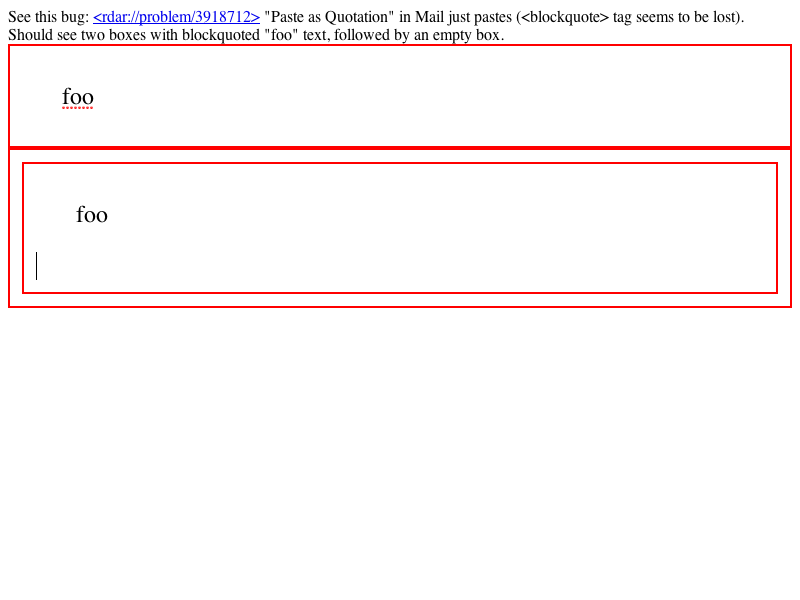 See this bug: <rdar://problem/3918712> "Paste as Quotation" in Mail just pastes (<blockquote> tag seems to be lost).
Should see two boxes with blockquoted "foo" text, followed by an empty box.
foo
foo